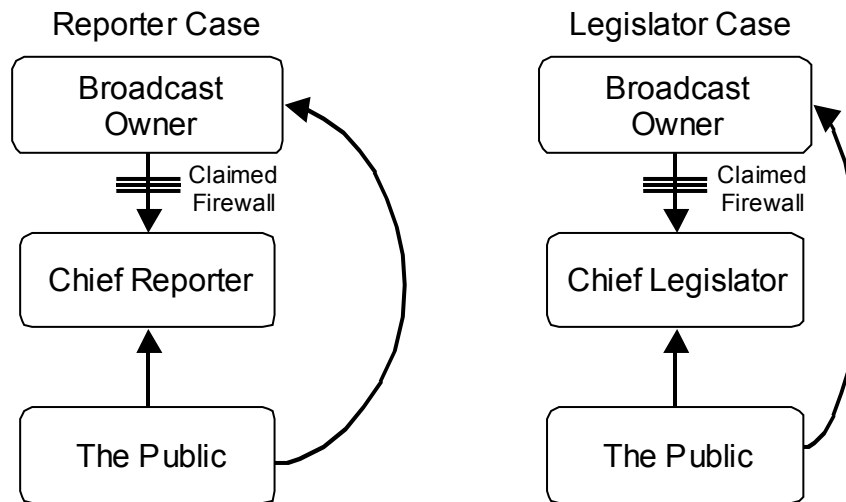 Reporter Case
Broadcast
Owner
Claimed
Firewall
Chief Reporter
The Public
Legislator Case
Broadcast
Owner
Claimed
Firewall
Chief Legislator
The Public